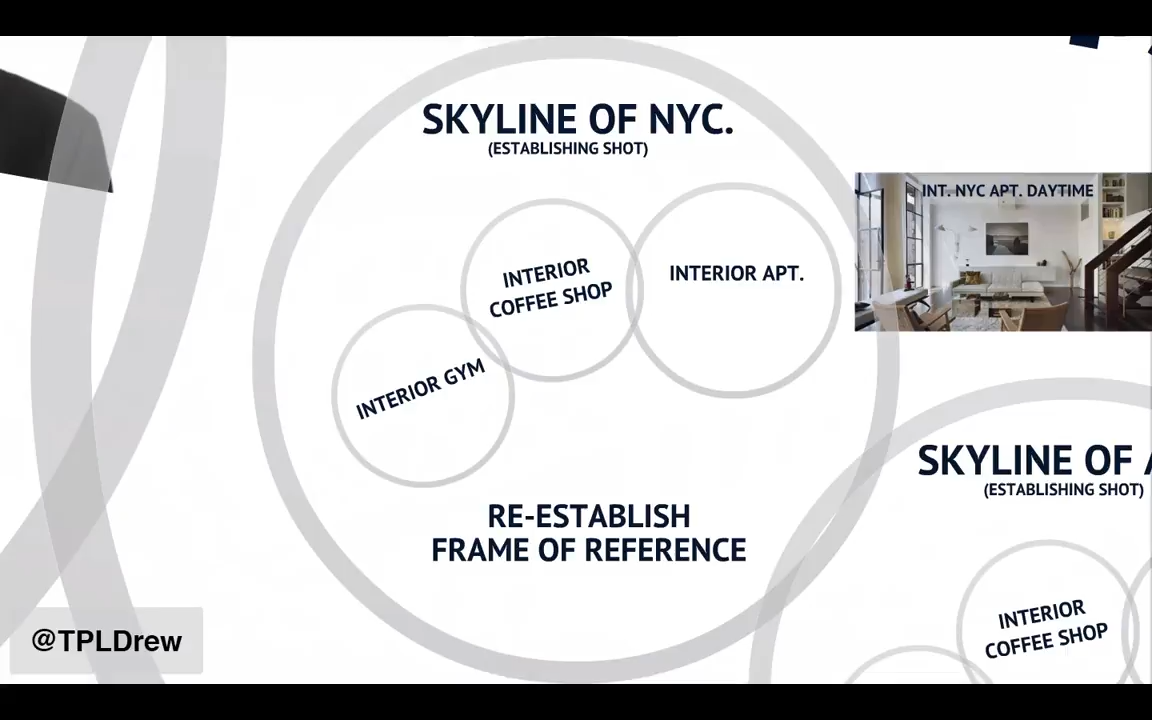 SKYLINE OF NYC.
(ESTABLISHING SHOT)
INT. NYC APT. DAYTIME
INTERIOR
COFFEE SHOP
INTERIOR APT.
INTERIOR GYM
SKYLINE OF
(ESTABLISHING SHOT)
RE-ESTABLISH
FRAME OF REFERENCE
INTERIOR
COFFEE SHOP
@TPLDrew